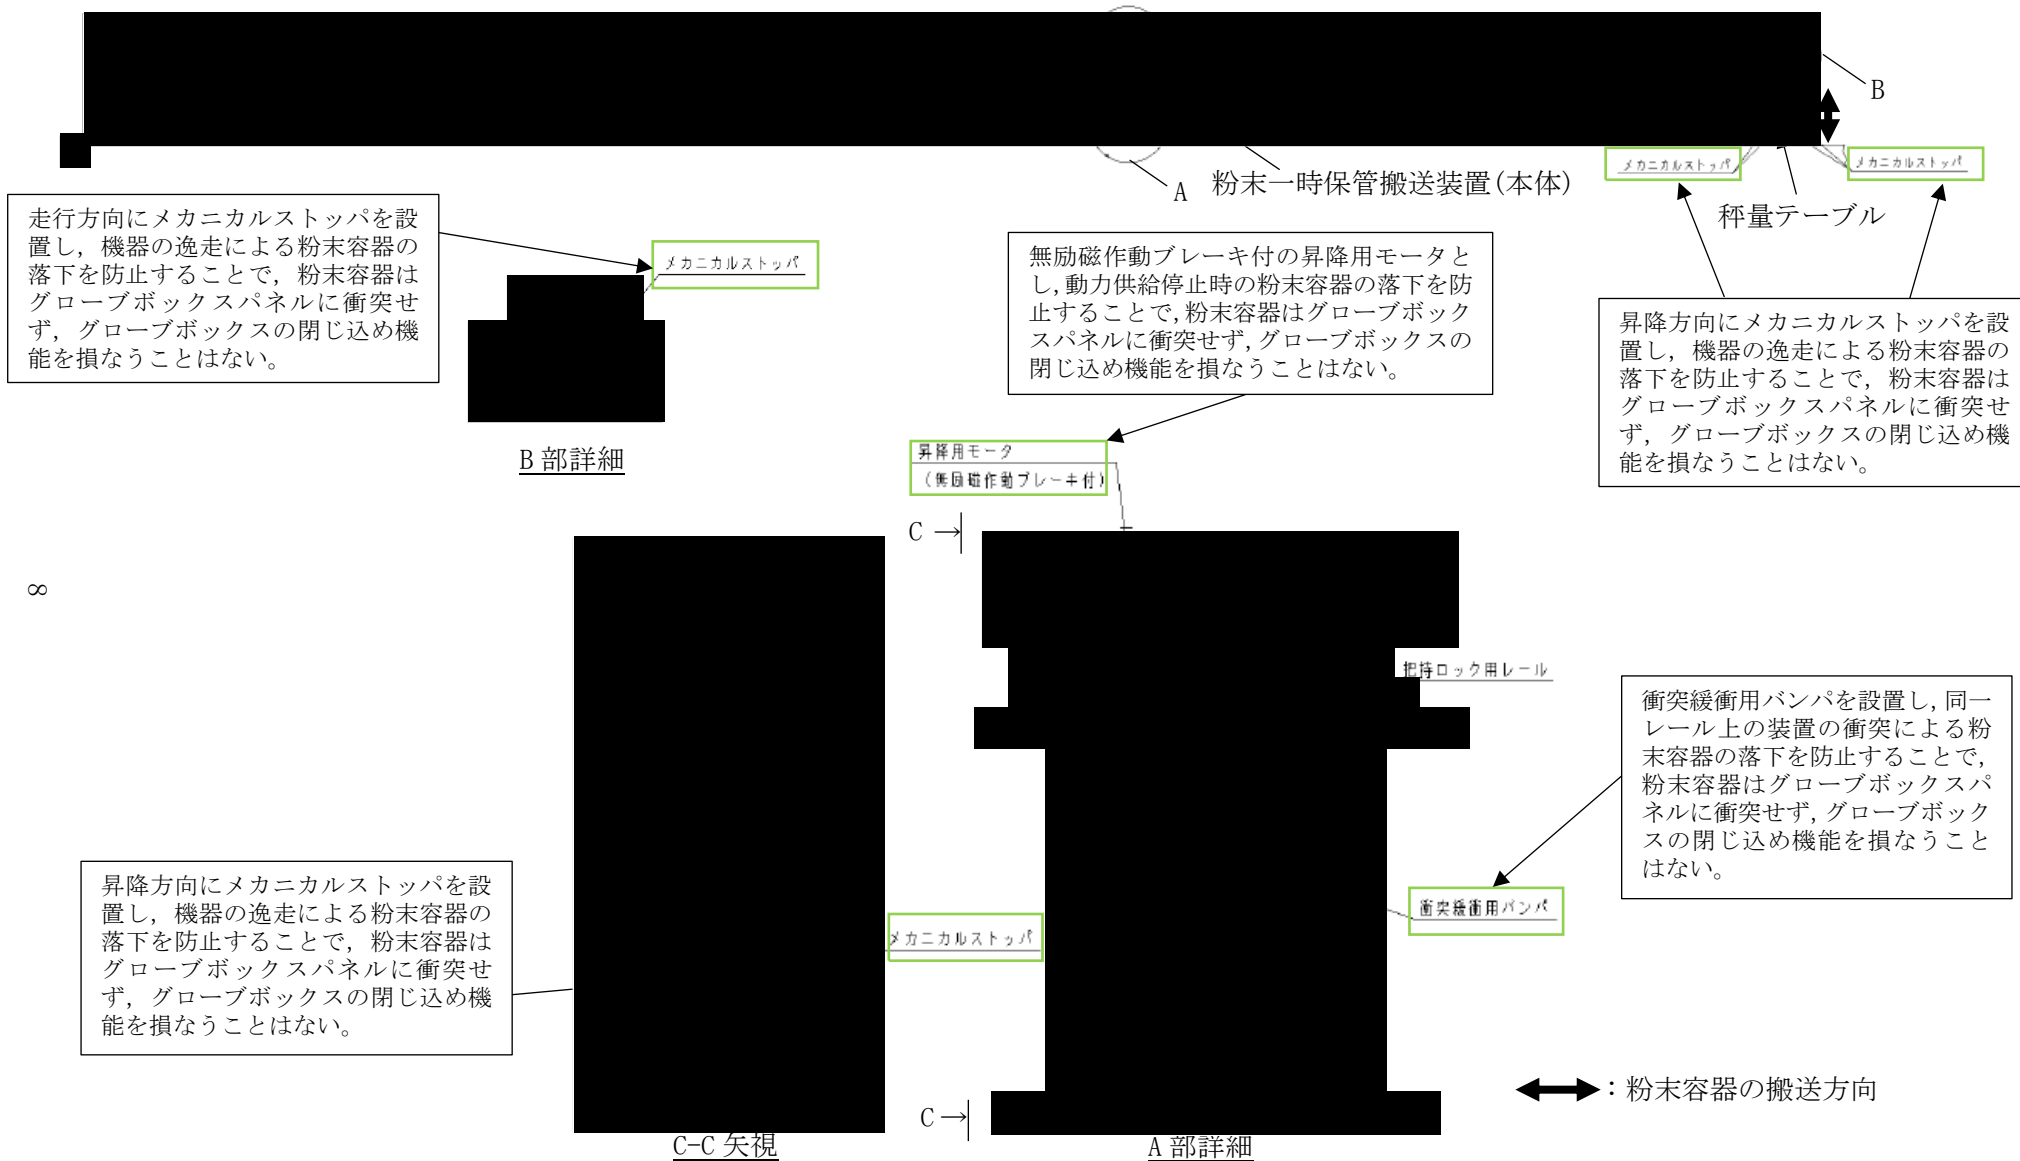 B
A
粉末一時保管搬送装置(本体)
メカニカルストッパ
メカニカルストッパ
秤量テーブル
走行方向にメカニカルストッパを設
置し，機器の逸走による粉末容器の
落下を防止することで，粉末容器は
グローブボックスパネルに衝突せ
ず，グローブボックスの閉じ込め機
能を損なうことはない。
メカニカルストッパ
B 部詳細
無励磁作動ブレーキ付の昇降用モータと
し,動力供給停止時の粉末容器の落下を防
止することで,粉末容器はグローブボック
スパネルに衝突せず,グローブボックスの
閉じ込め機能を損なうことはない。
昇降方向にメカニカルストッパを設
置し，機器の逸走による粉末容器の
落下を防止することで，粉末容器は
グローブボックスパネルに衝突せ
ず，グローブボックスの閉じ込め機
能を損なうことはない。
昇降用モータ
(無励磁作動ブレーキ付)
C →
∞
把持ロック用レール
衝突緩衝用バンパを設置し,同一
レール上の装置の衝突による粉
末容器の落下を防止することで,
粉末容器はグローブボックスパ
ネルに衝突せず,グローブボック
スの閉じ込め機能を損なうこと
はない。
衝突緩衝用バンパ
昇降方向にメカニカルストッパを設
置し，機器の逸走による粉末容器の
落下を防止することで，粉末容器は
グローブボックスパネルに衝突せ
ず，グローブボックスの閉じ込め機
能を損なうことはない。
メカニカルストッパ
C →
C-C 矢視
A 部詳細
：粉末容器の搬送方向